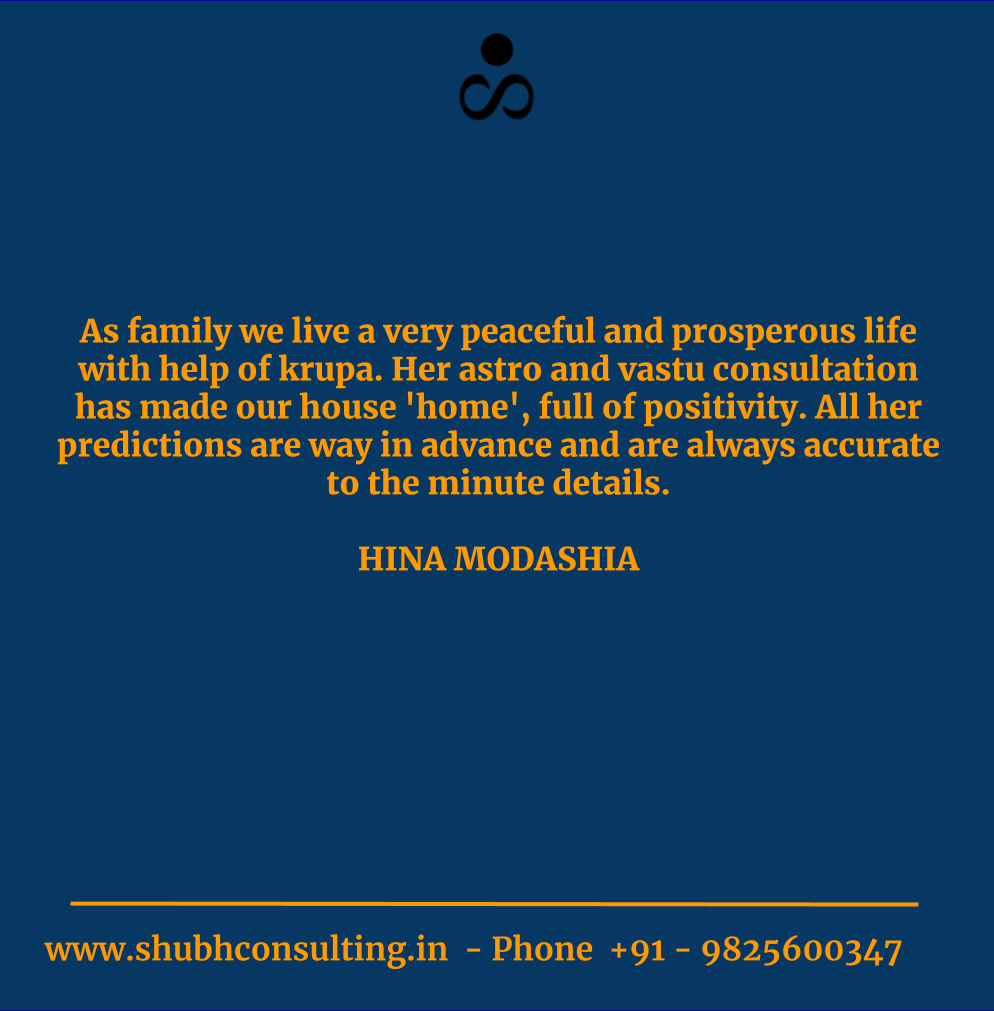 As family we live a very peaceful and prosperous life
with help of krupa. Her astro and vastu consultation
has made our house 'home', full of positivity. All her
predictions are way in advance and are always accurate
to the minute details.
HINA MODASHIA
www.shubhconsulting.in - Phone +91 - 9825600347